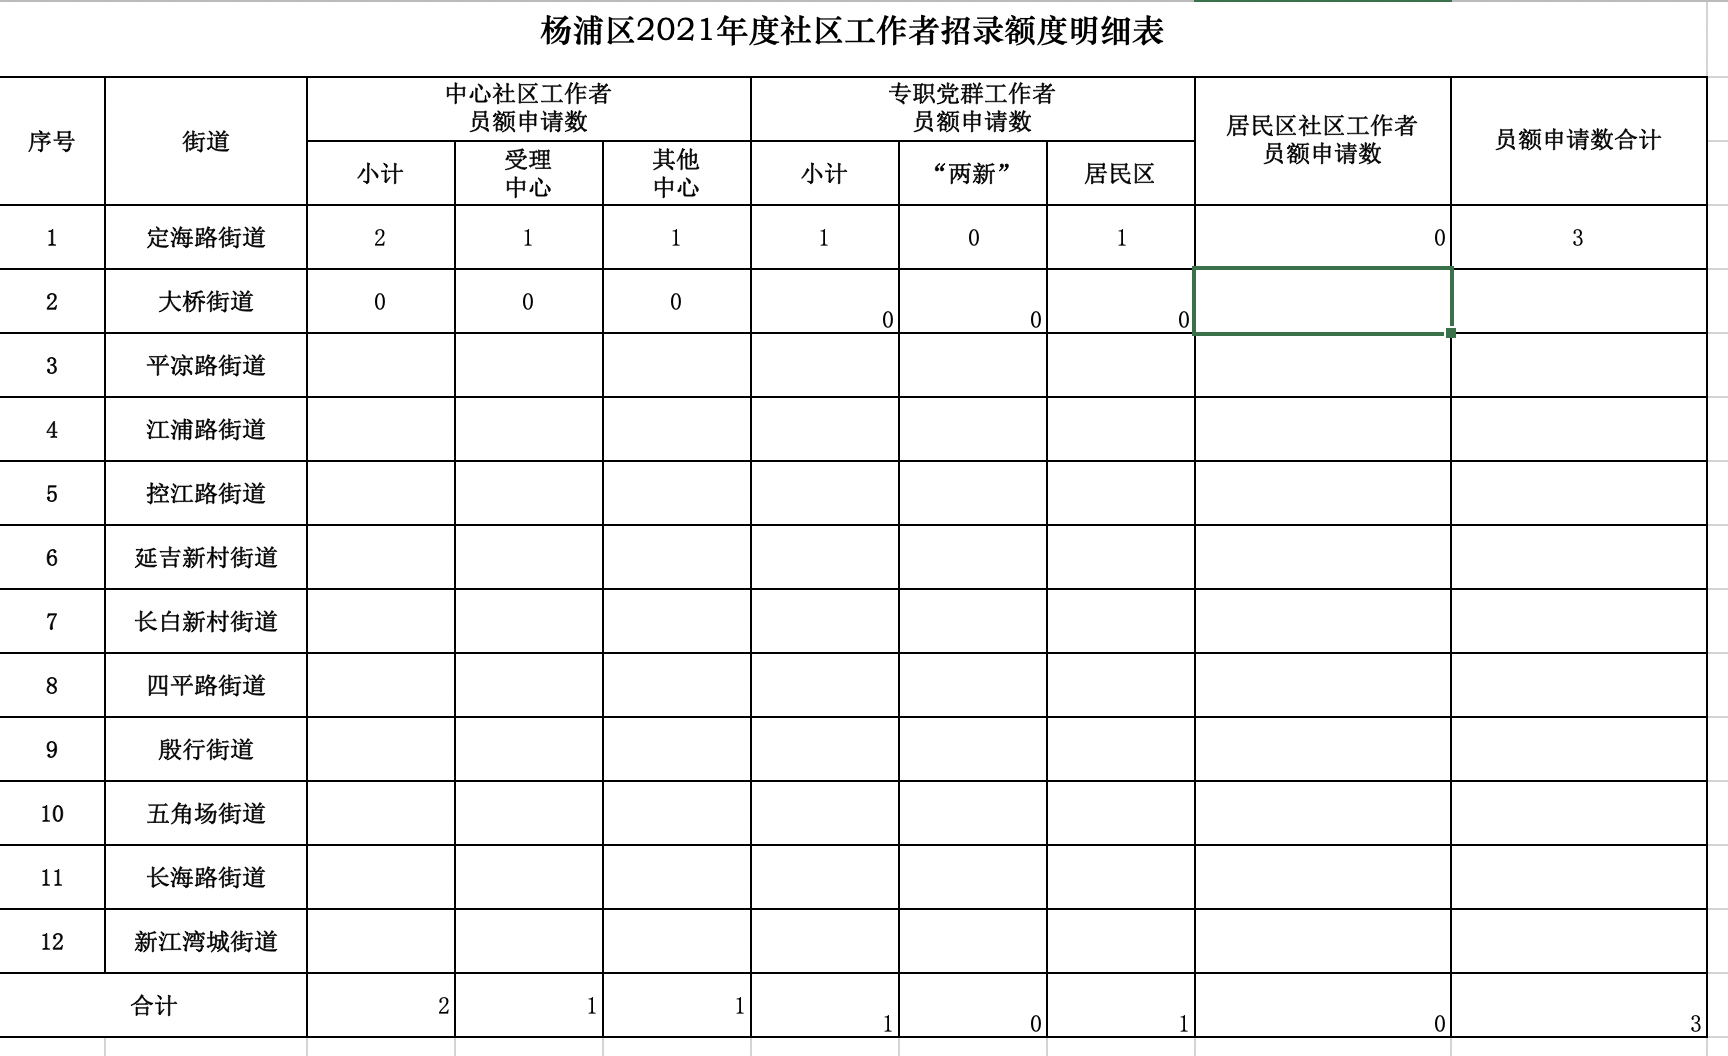 杨浦区2021年度社区工作者招录额度明细表
序号 街道 中心社区工作者 专职党群工作者 居民区社区工作者 员额申请数合计
员额申请数 员额申请数 员额申请数
小计 受理 其他 小计 “两新” 居民区
中心 中心
1 定海路街道 2 1 1 1 0 1 0 3
2 大桥街道 0 0 0 0 0 0
3 平凉路街道
4 江浦路街道
5 控江路街道
6 延吉新村街道
7 长白新村街道
8 四平路街道
9 殷行街道
10 五角场街道
11 长海路街道
12 新江湾城街道
合计 2 1 1 1 0 1 0 3